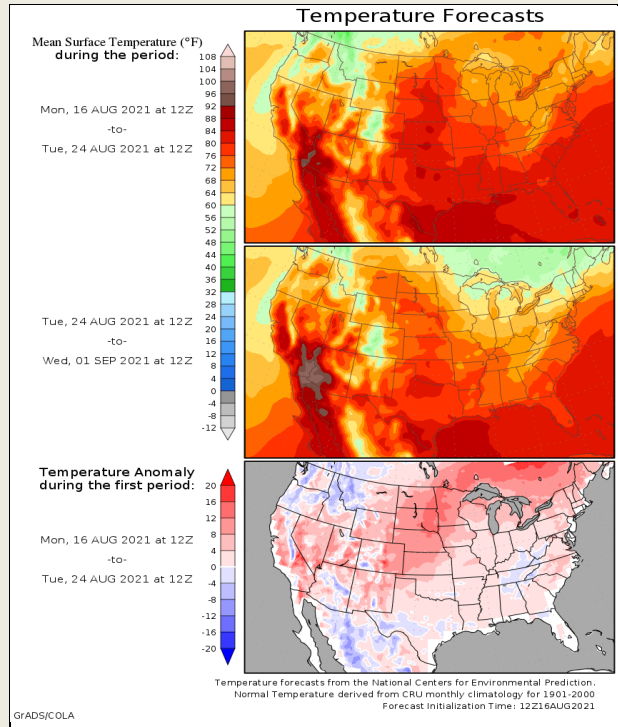 Temperature Forecasts
Mean Surface Temperature (°F)
during the period:
Mon, 16 AUG 2021 at 12Z
-to-
Tue, 24 AUG 2021 at 12Z
108
104
100
96
92
88
84
80
76
72
68
64
60
56
52
48
44
40
36
32
28
24
20
16
12
8
4
0
-4
-8
-12
Tue, 24 AUG 2021 at 12Z
-to-
Wed, 01 SEP 2021 at 12Z
Temperature Anomaly
during the first period:
Mon, 16 AUG 2021 at 12Z
-to-
Tue, 24 AUG 2021 at 12Z
20
16
12
8
4
0
-4
-8
-12
-16
-20
Temperature forecasts from the National Centers for Environmental Prediction.
Normal Temperature derived from CRU monthly climatology for 1901-2000
Forecast Initialization Time: 12Z16AUG2021
GrADS/COLA